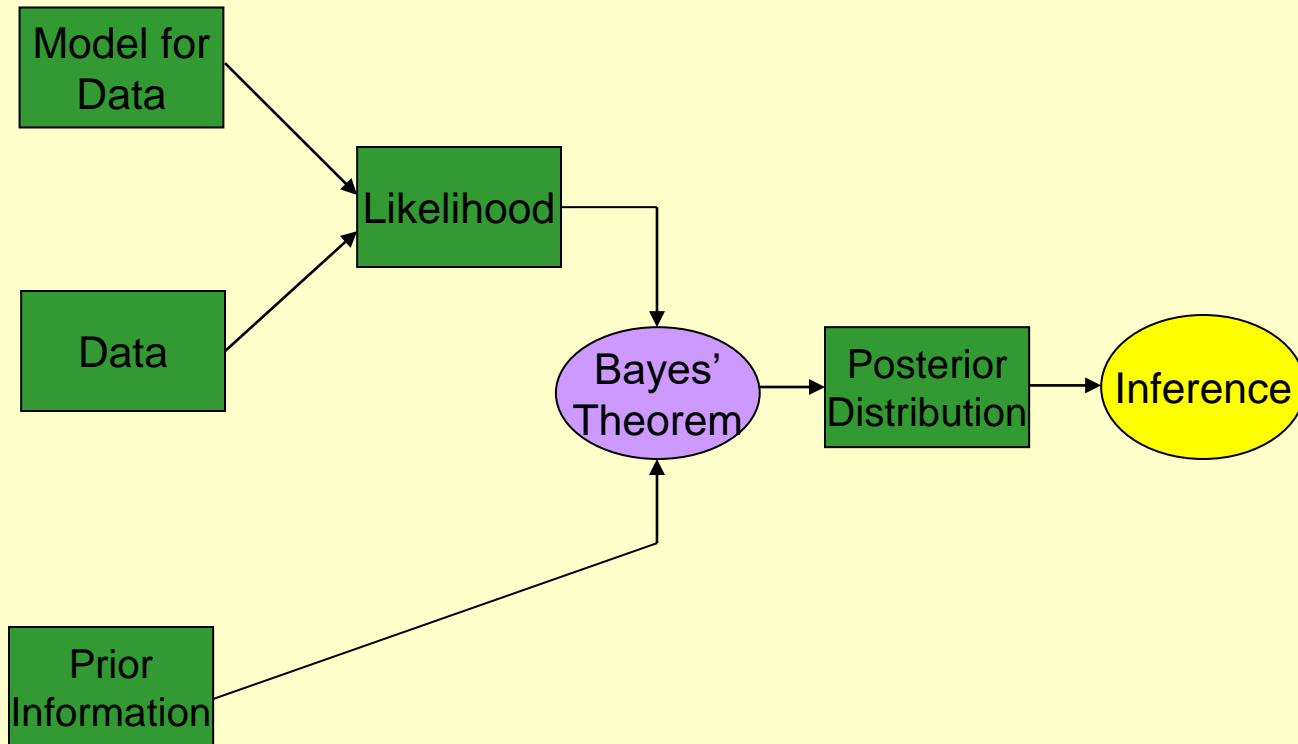 Model for
Data
Likelihood
Data
Bayes’
Theorem
Posterior
Distribution
Inference
Prior
Information